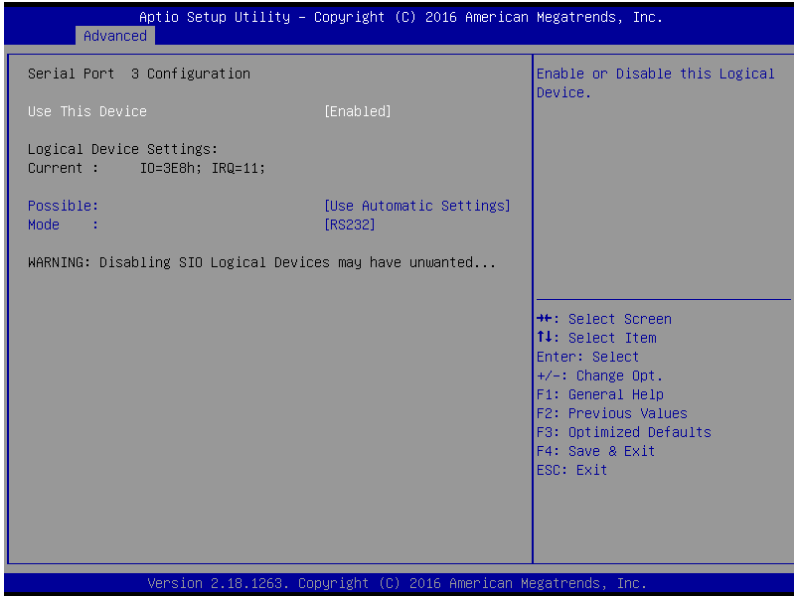 Aptio Setup Utility – Copyright (C) 2016 American Megatrends, Inc.
Advanced
Serial Port 3 Configuration
Use This Device [Enabled]
Logical Device Settings:
Current : IO=3E8h; IRQ=11;
Possible: [Use Automatic Settings]
Mode : [RS232]
WARNING: Disabling SIO Logical Devices may have unwanted...
Enable or Disable this Logical
Device.
→←: Select Screen
↑↓: Select Item
Enter: Select
+/-: Change Opt.
F1: General Help
F2: Previous Values
F3: Optimized Defaults
F4: Save & Exit
ESC: Exit
Version 2.18.1263. Copyright (C) 2016 American Megatrends, Inc.